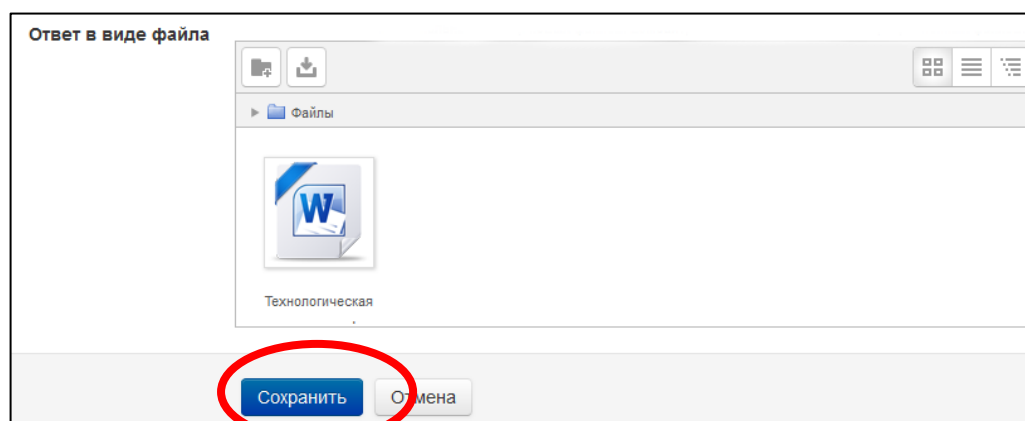 Ответ в виде файла
Файлы
W
Технологическая
Сохранить
Отмена